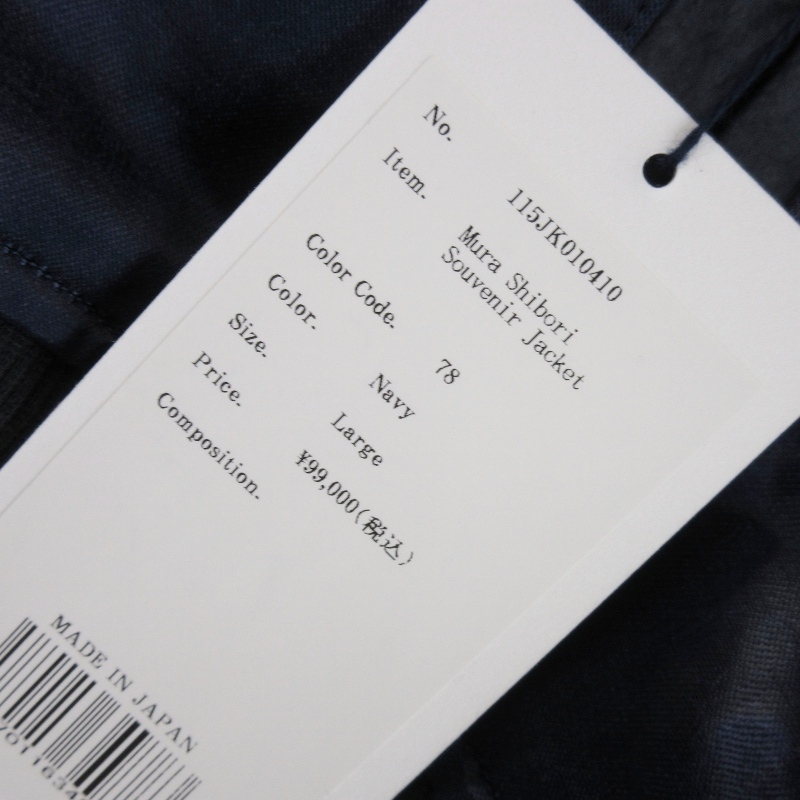 No. 115JK010410
Item. Mura Shibori
Souvenir Jacket
Color Code. 78
Color. Navy
Size. Large
Price. ¥99,000(税込)
Composition.
MADE IN JAPAN